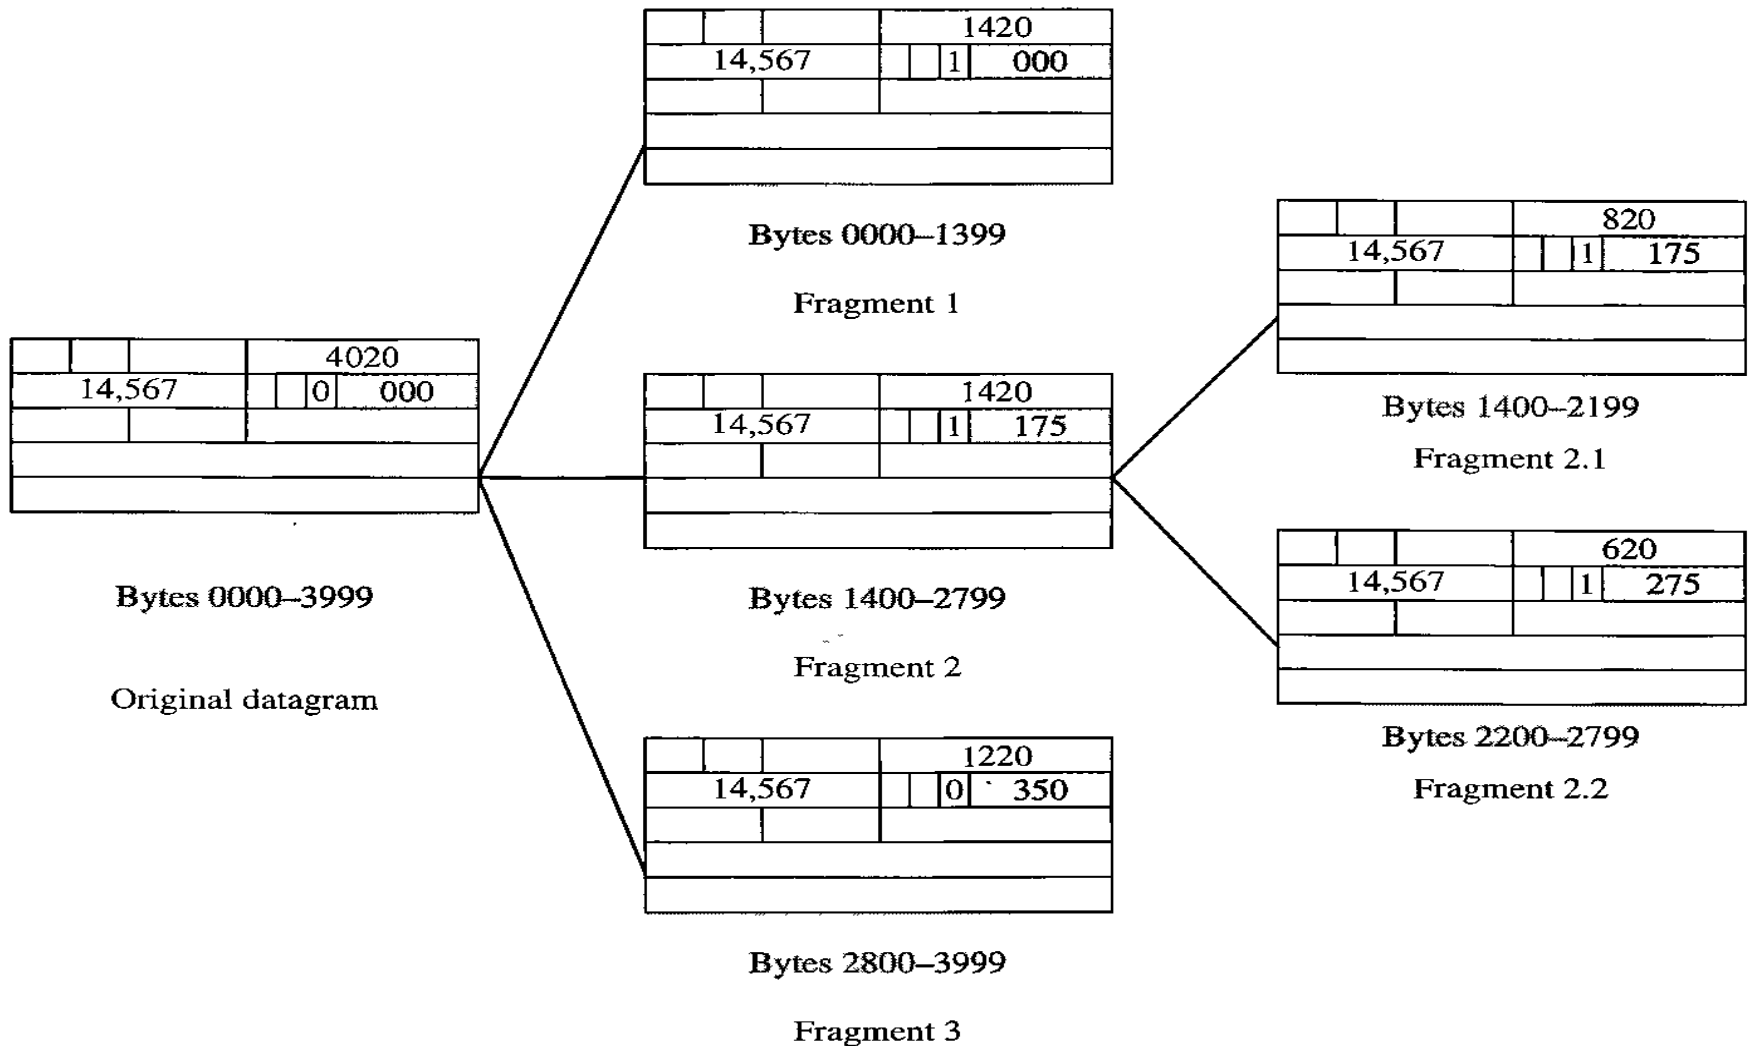 4020
14,567 0 000
Bytes 0000–3999
Original datagram
1420
14,567 1 000
Bytes 0000–1399
Fragment 1
1420
14,567 1 175
Bytes 1400–2799
Fragment 2
1220
14,567 0 350
Bytes 2800–3999
Fragment 3
820
14,567 1 175
Bytes 1400–2199
Fragment 2.1
620
14,567 1 275
Bytes 2200–2799
Fragment 2.2